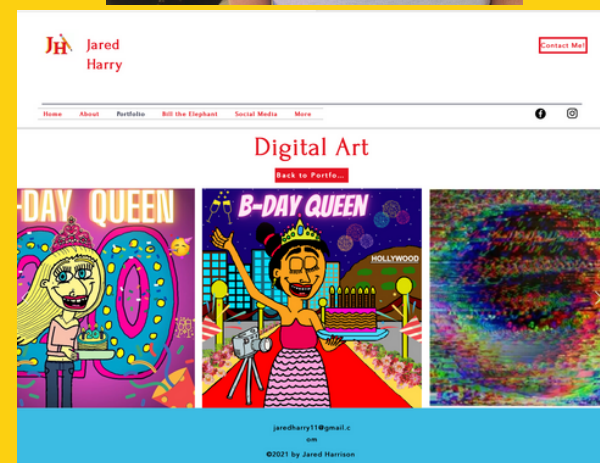 JH
Jared
Harry
Contact Me!
Home About Portfolio Bill the Elephant Social Media More
Digital Art
Back to Portfo...
-DAY QUEEN
20
B-DAY QUEEN
HOLLYWOOD
jaredharry11@gmail.c
om
©2021 by Jared Harrison